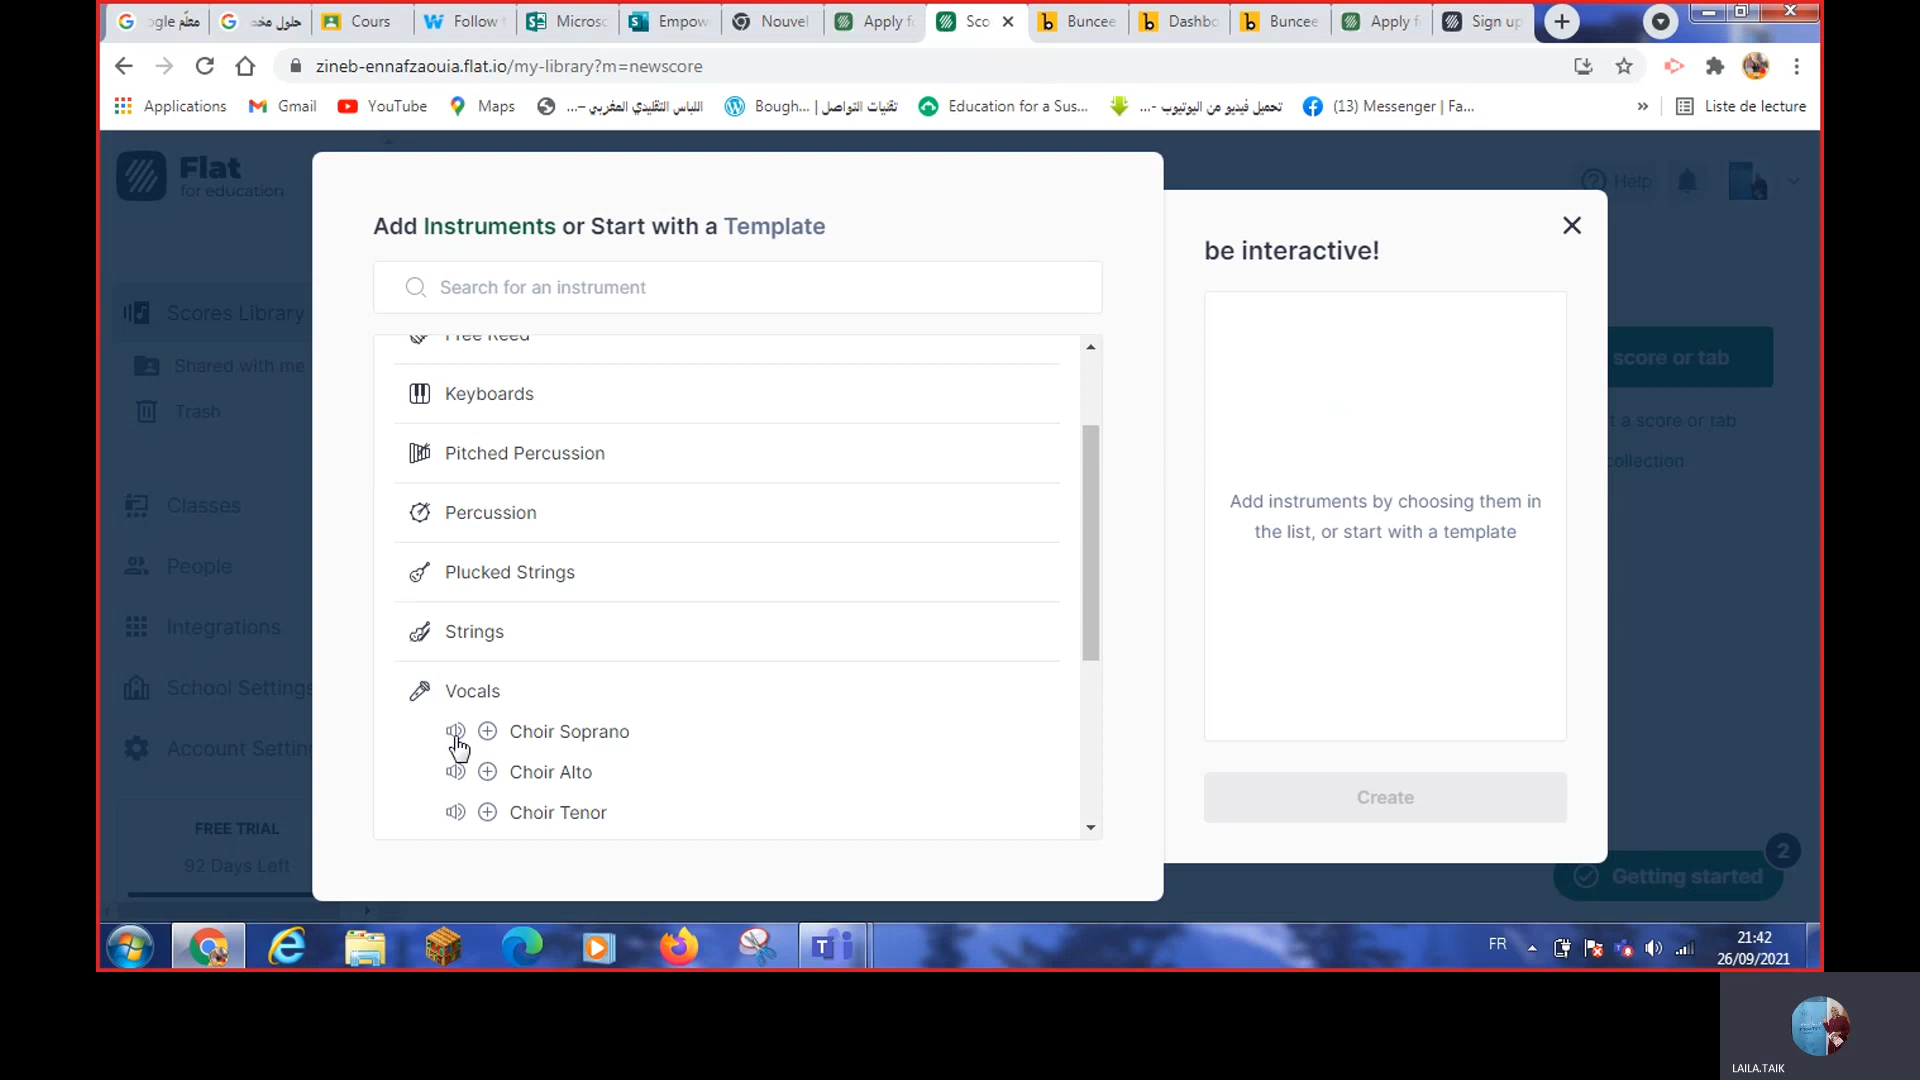 ogle معلّم
حلول مخص
Cours
Follow
Microso
Empow
Nouvel
Apply fo
Sco
Buncee
Dashbo
Buncee
Apply f
Sign up
zineb-ennafzaouia.flat.io/my-library?m=newscore
Applications
Gmail
YouTube
Maps
اللباس التقليدي المغربي –...
Bough... | تقنيات التواصل
Education for a Sus...
تحميل فيديو من اليوتيوب -...
(13) Messenger | Fa...
»
Liste de lecture
Flat
for education
Help
Scores Library
Shared with me
Trash
Classes
People
Integrations
School Settings
Account Settin
FREE TRIAL
92 Days Left
Add Instruments or Start with a Template
Search for an instrument
Free Reed
Keyboards
Pitched Percussion
Percussion
Plucked Strings
Strings
Vocals
Choir Soprano
Choir Alto
Choir Tenor
be interactive!
Add instruments by choosing them in
the list, or start with a template
Create
score or tab
t a score or tab
collection
2
Getting started
FR
21:42
26/09/2021
LAILA.TAIK